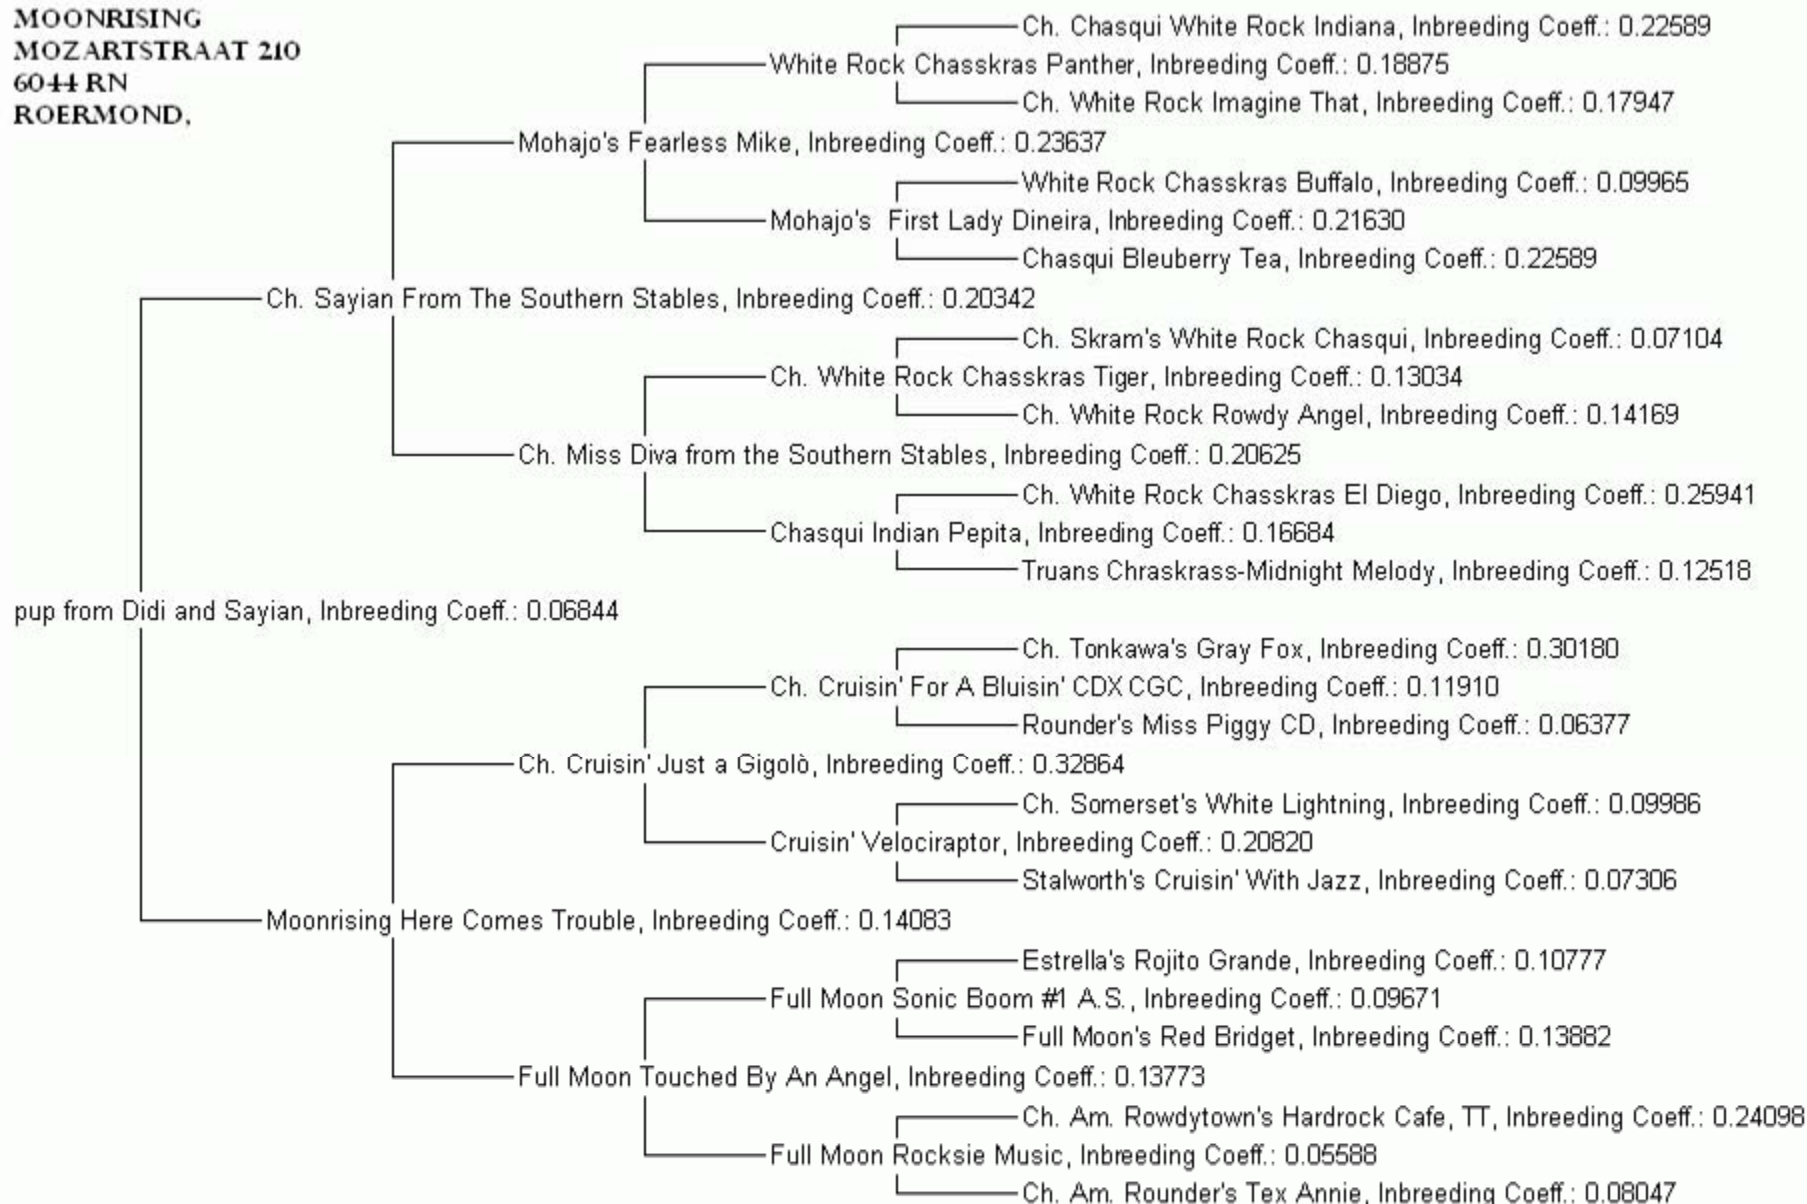 MOONRISING
MOZARTSTRAAT 210
6044 RN
ROERMOND,
Ch. Chasqui White Rock Indiana, Inbreeding Coeff.: 0.22589
White Rock Chasskras Panther, Inbreeding Coeff.: 0.18875
Ch. White Rock Imagine That, Inbreeding Coeff.: 0.17947
Mohajo's Fearless Mike, Inbreeding Coeff.: 0.23637
White Rock Chasskras Buffalo, Inbreeding Coeff.: 0.09965
Mohajo's First Lady Dineira, Inbreeding Coeff.: 0.21630
Chasqui Bleuberry Tea, Inbreeding Coeff.: 0.22589
Ch. Sayian From The Southern Stables, Inbreeding Coeff.: 0.20342
Ch. Skram's White Rock Chasqui, Inbreeding Coeff.: 0.07104
Ch. White Rock Chasskras Tiger, Inbreeding Coeff.: 0.13034
Ch. White Rock Rowdy Angel, Inbreeding Coeff.: 0.14169
Ch. Miss Diva from the Southern Stables, Inbreeding Coeff.: 0.20625
Ch. White Rock Chasskras El Diego, Inbreeding Coeff.: 0.25941
Chasqui Indian Pepita, Inbreeding Coeff.: 0.16684
Truans Chraskrass-Midnight Melody, Inbreeding Coeff.: 0.12518
pup from Didi and Sayian, Inbreeding Coeff.: 0.06844
Ch. Tonkawa's Gray Fox, Inbreeding Coeff.: 0.30180
Ch. Cruisin' For A Bluisin' CDX CGC, Inbreeding Coeff.: 0.11910
Rounder's Miss Piggy CD, Inbreeding Coeff.: 0.06377
Ch. Cruisin' Just a Gigolò, Inbreeding Coeff.: 0.32864
Ch. Somerset's White Lightning, Inbreeding Coeff.: 0.09986
Cruisin' Velociraptor, Inbreeding Coeff.: 0.20820
Stalworth's Cruisin' With Jazz, Inbreeding Coeff.: 0.07306
Moonrising Here Comes Trouble, Inbreeding Coeff.: 0.14083
Estrella's Rojito Grande, Inbreeding Coeff.: 0.10777
Full Moon Sonic Boom #1 A.S., Inbreeding Coeff.: 0.09671
Full Moon's Red Bridget, Inbreeding Coeff.: 0.13882
Full Moon Touched By An Angel, Inbreeding Coeff.: 0.13773
Ch. Am. Rowdytown's Hardrock Cafe, TT, Inbreeding Coeff.: 0.24098
Full Moon Rocksie Music, Inbreeding Coeff.: 0.05588
Ch. Am. Rounder's Tex Annie, Inbreeding Coeff.: 0.08047